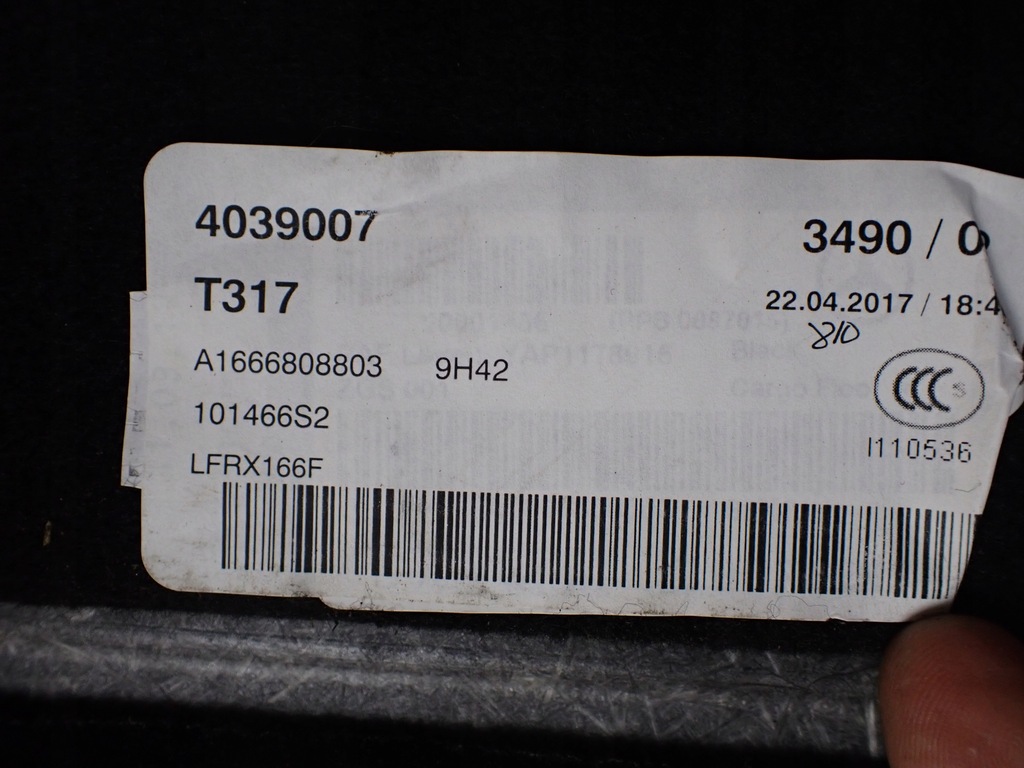 4039007
3490 / 0
T317
22.04.2017 / 18:4
810
A1666808803 9H42
CCC S
101466S2
I110536
LFRX166F